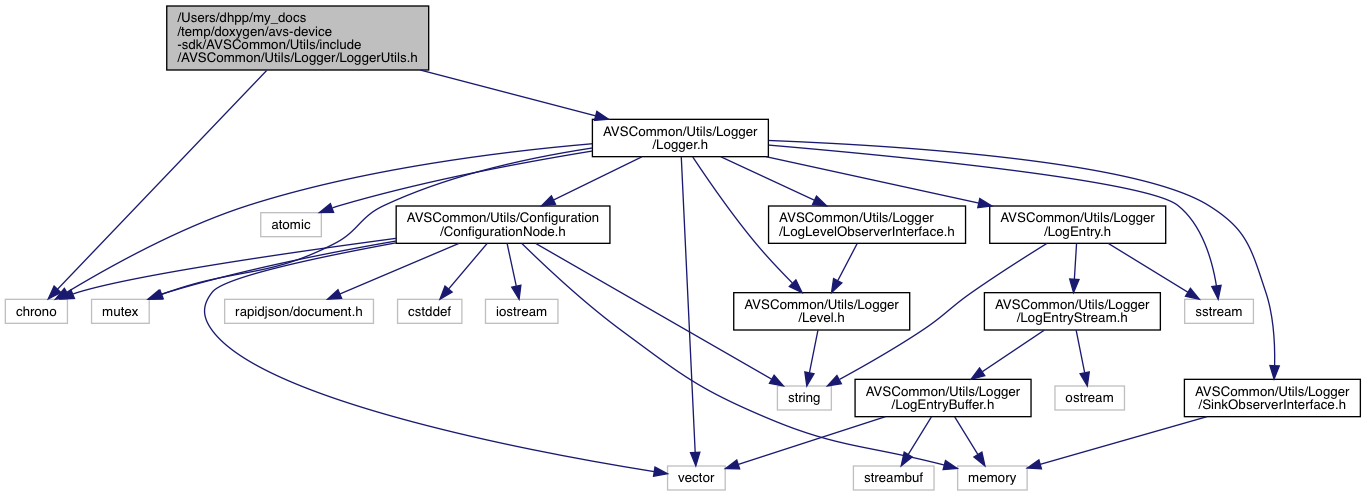 /Users/dhpp/my_docs
/temp/doxygen/avs-device
-sdk/AVSCommon/Utils/include
/AVSCommon/Utils/Logger/LoggerUtils.h
AVSCommon/Utils/Logger
/Logger.h
atomic
AVSCommon/Utils/Configuration
/ConfigurationNode.h
AVSCommon/Utils/Logger
/LogLevelObserverInterface.h
AVSCommon/Utils/Logger
/LogEntry.h
chrono
mutex
rapidjson/document.h
cstddef
iostream
AVSCommon/Utils/Logger
/Level.h
AVSCommon/Utils/Logger
/LogEntryStream.h
sstream
string
AVSCommon/Utils/Logger
/LogEntryBuffer.h
ostream
AVSCommon/Utils/Logger
/SinkObserverInterface.h
vector
streambuf
memory